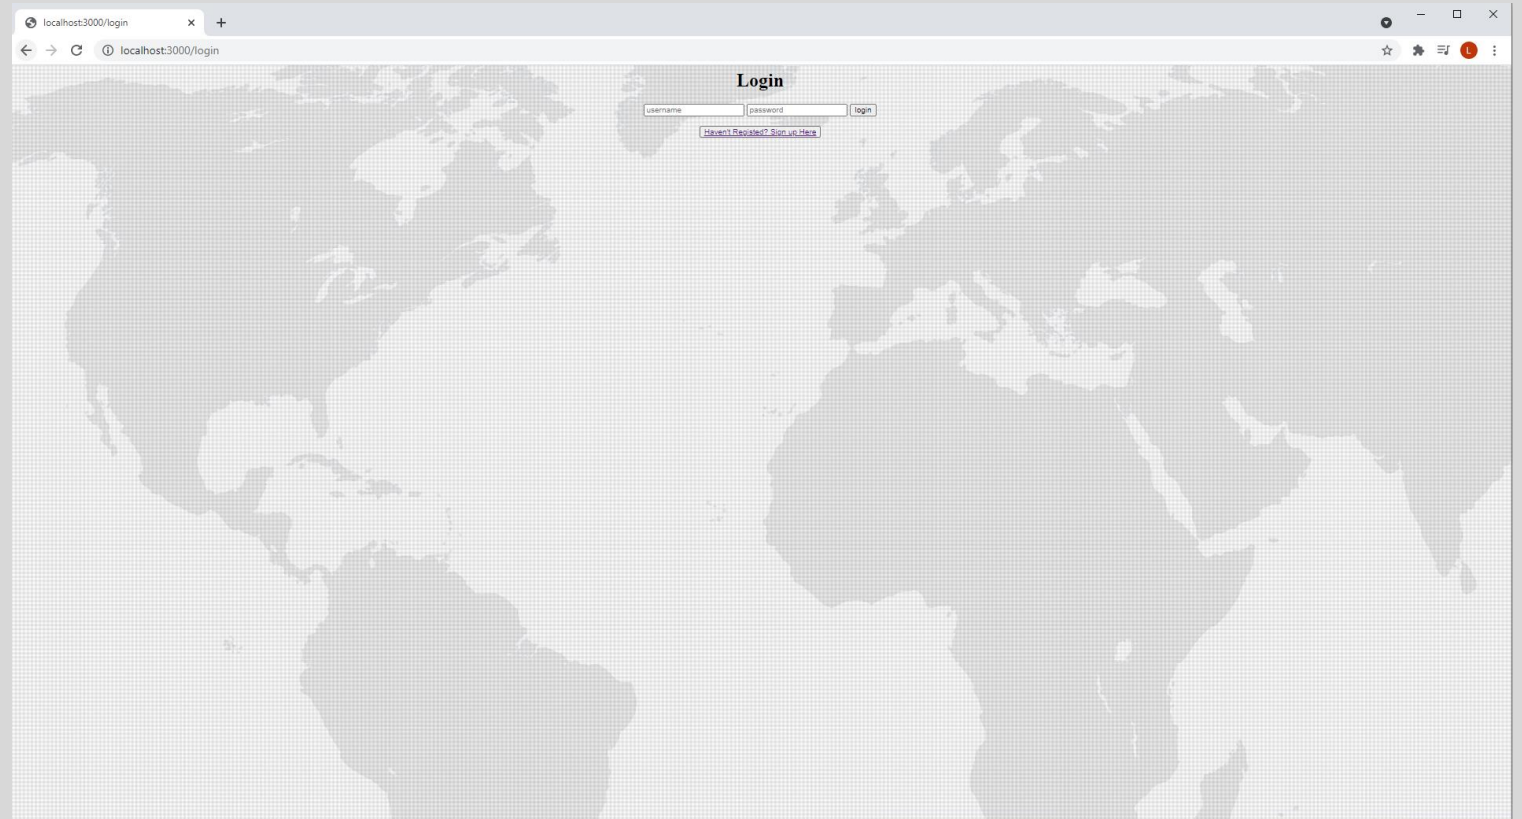 localhost:3000/login
localhost:3000/login
L
Login
username password login
Haven't Registed? Sign up Here